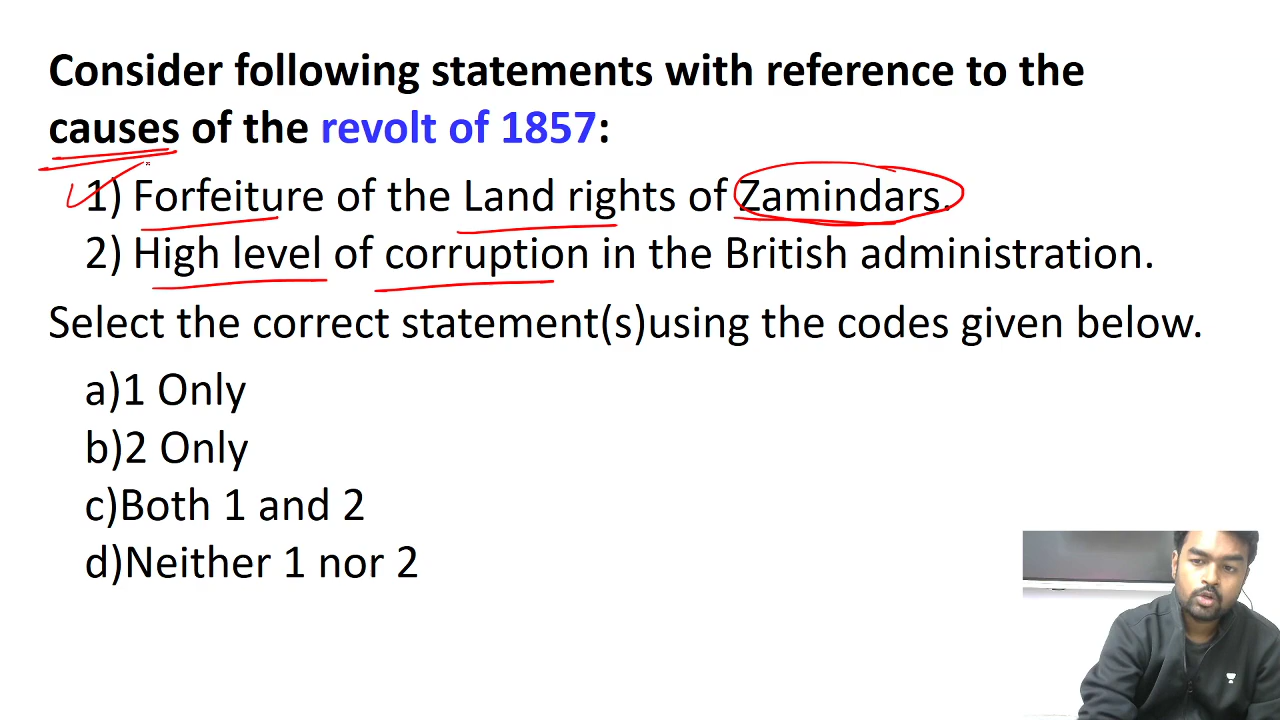 Consider following statements with reference to the
causes of the revolt of 1857:
1) Forfeiture of the Land rights of Zamindars.
2) High level of corruption in the British administration.
Select the correct statement(s)using the codes given below.
a)1 Only
b)2 Only
c)Both 1 and 2
d)Neither 1 nor 2